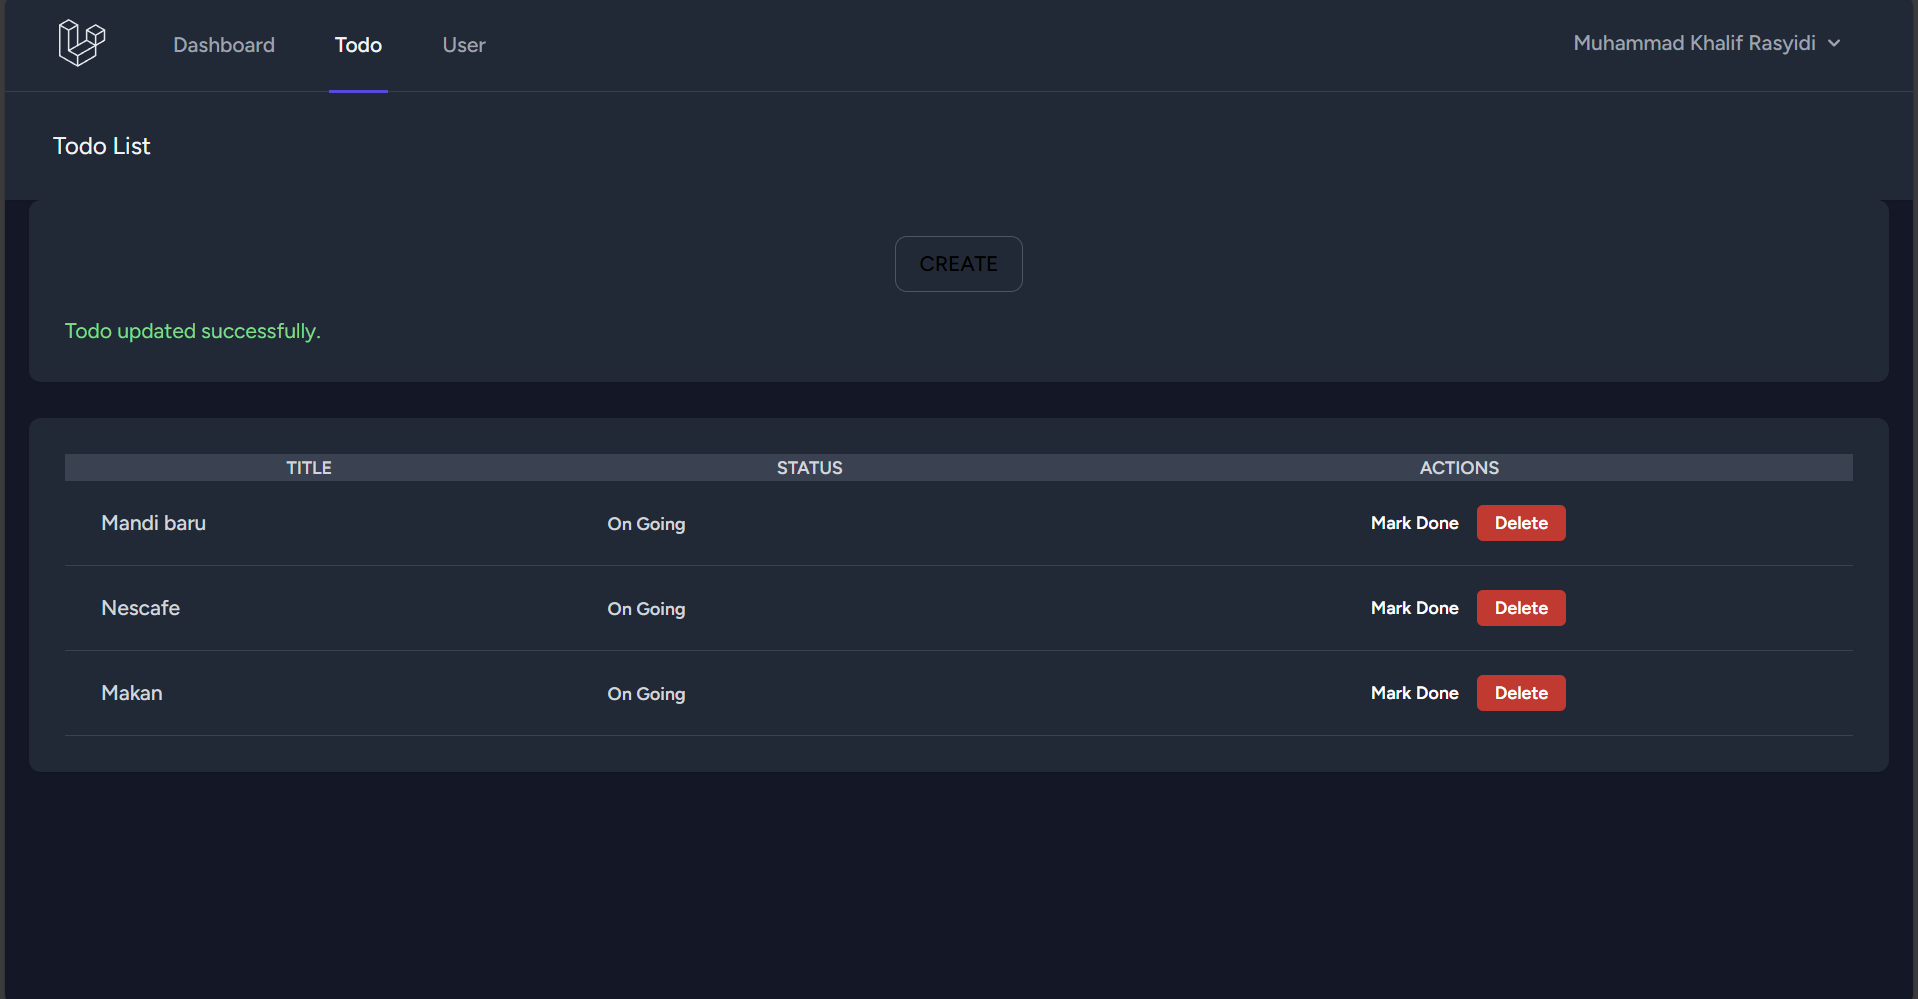 Dashboard Todo User Muhammad Khalif Rasyidi
Todo List
CREATE
Todo updated successfully.
TITLE STATUS ACTIONS
Mandi baru On Going Mark Done Delete
Nescafe On Going Mark Done Delete
Makan On Going Mark Done Delete